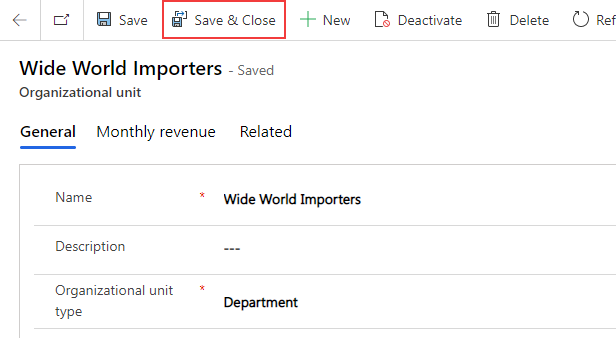 Save Save & Close New Deactivate Delete Ref
Wide World Importers - Saved
Organizational unit
General Monthly revenue Related
Name * Wide World Importers
Description ---
Organizational unit
type * Department